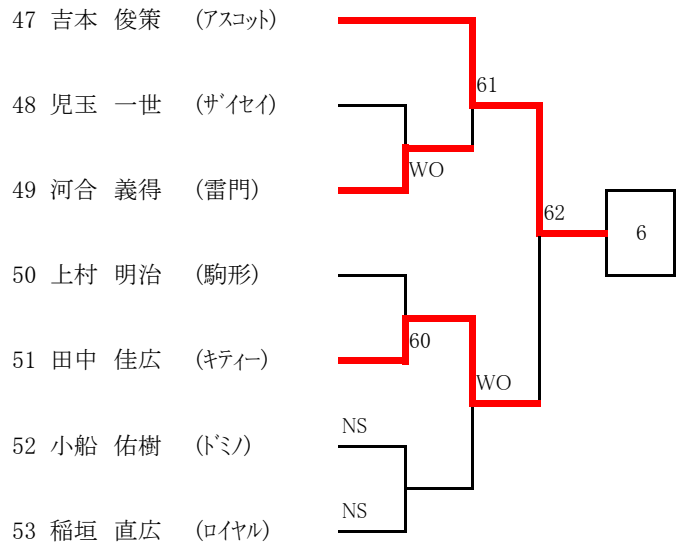 47 吉本 俊策 (アスコット)
61
48 児玉 一世 (ザイセイ)
WO
49 河合 義得 (雷門)
62
6
50 上村 明治 (駒形)
60
51 田中 佳広 (キティー)
WO
52 小船 佑樹 (ドミノ) NS
53 稲垣 直広 (ロイヤル) NS